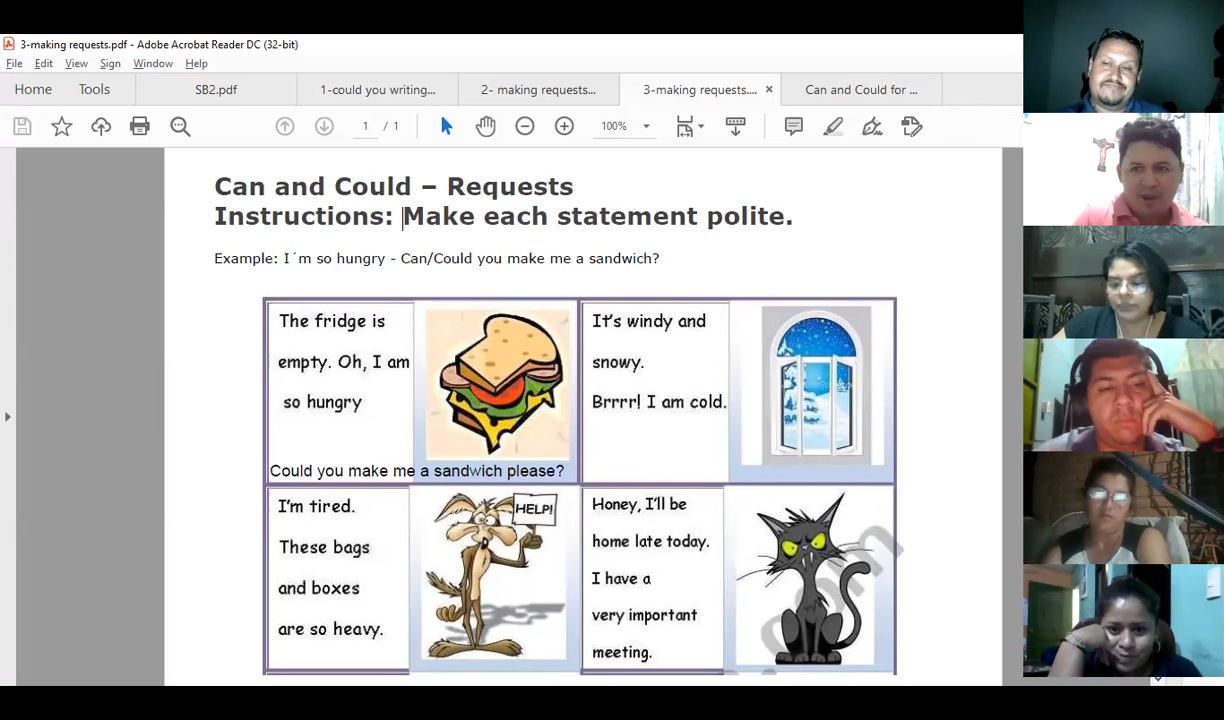 3-making requests.pdf - Adobe Acrobat Reader DC (32-bit)
File Edit View Sign Window Help
Home Tools SB2.pdf 1-could you writing... 2- making requests... 3-making requests.... × Can and Could for ...
1 / 1 100%
Can and Could – Requests
Instructions: Make each statement polite.
Example: I´m so hungry - Can/Could you make me a sandwich?
The fridge is
empty. Oh, I am
so hungry
Could you make me a sandwich please?
It's windy and
snowy.
Brrrr! I am cold.
I'm tired.
These bags
and boxes
are so heavy.
HELP!
Honey, I'll be
home late today.
I have a
very important
meeting.
.com